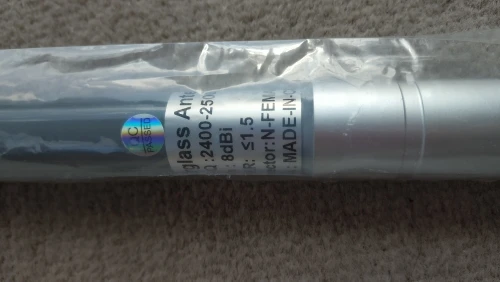 QC
PASSED
glass Ant
:2400-250
: 8dBi
R: ≤1.5
ctor:N-FEM
: MADE-IN-